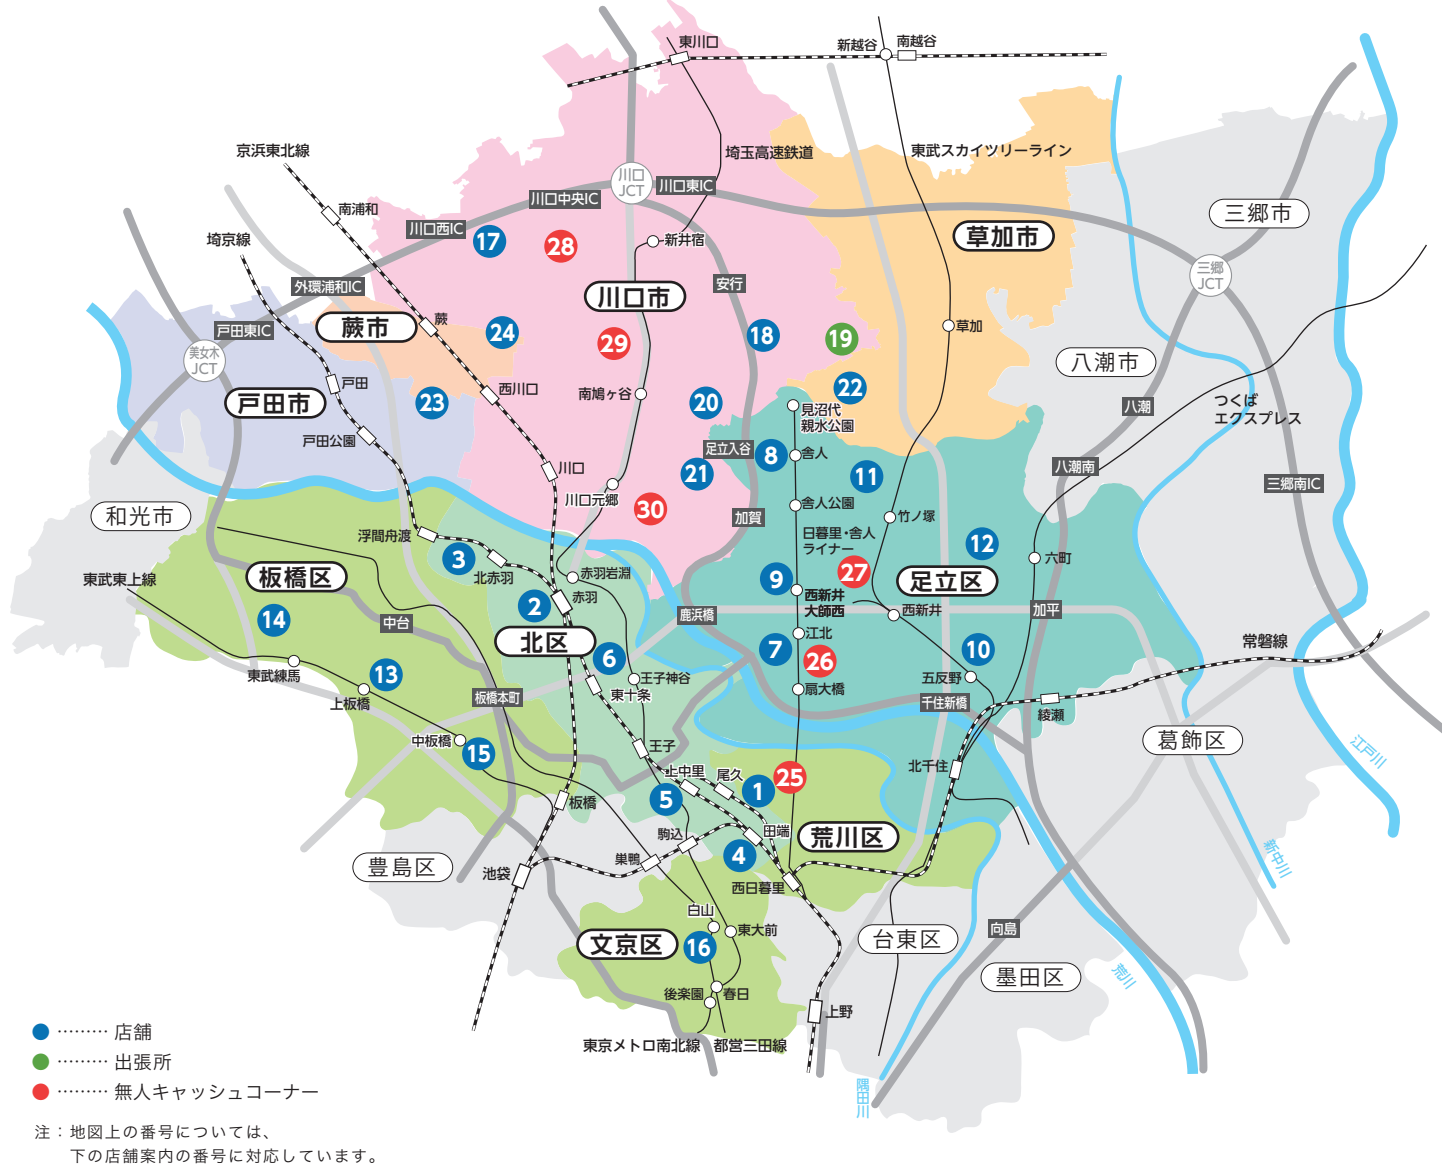 東川口
新越谷
南越谷
京浜東北線
埼玉高速鉄道
東武スカイツリーライン
川口
JCT
川口東IC
川口中央IC
南浦和
川口西IC
三郷市
埼京線
17
28
新井宿
草加市
三郷
JCT
外環浦和IC
川口市
安行
蕨市
蕨
戸田東IC
24
29
18
19
草加
美女木
JCT
八潮市
戸田
西川口
南鳩ヶ谷
22
戸田市
23
20
見沼代
親水公園
八潮
つくば
エクスプレス
戸田公園
足立入谷
8
舎人
川口
21
11
八潮南
三郷南IC
川口元郷
30
舎人公園
和光市
加賀
竹ノ塚
浮間舟渡
日暮里・舎人
ライナー
12
3
六町
板橋区
北赤羽
赤羽岩淵
27
足立区
東武東上線
9
西新井
大師西
2
赤羽
鹿浜橋
西新井
加平
14
中台
北区
江北
常磐線
7
26
10
6
東武練馬
13
王子神谷
五反野
上板橋
板橋本町
東十条
扇大橋
千住新橋
綾瀬
中板橋
15
王子
葛飾区
江戸川
上中里
尾久
北千住
25
1
5
板橋
田端
荒川区
駒込
4
豊島区
巣鴨
新中川
池袋
西日暮里
白山
文京区
16
東大前
台東区
向島
墨田区
荒川
後楽園
春日
上野
東京メトロ南北線
都営三田線
隅田川
●………店舗
●………出張所
●………無人キャッシュコーナー
注：地図上の番号については、
下の店舗案内の番号に対応しています。